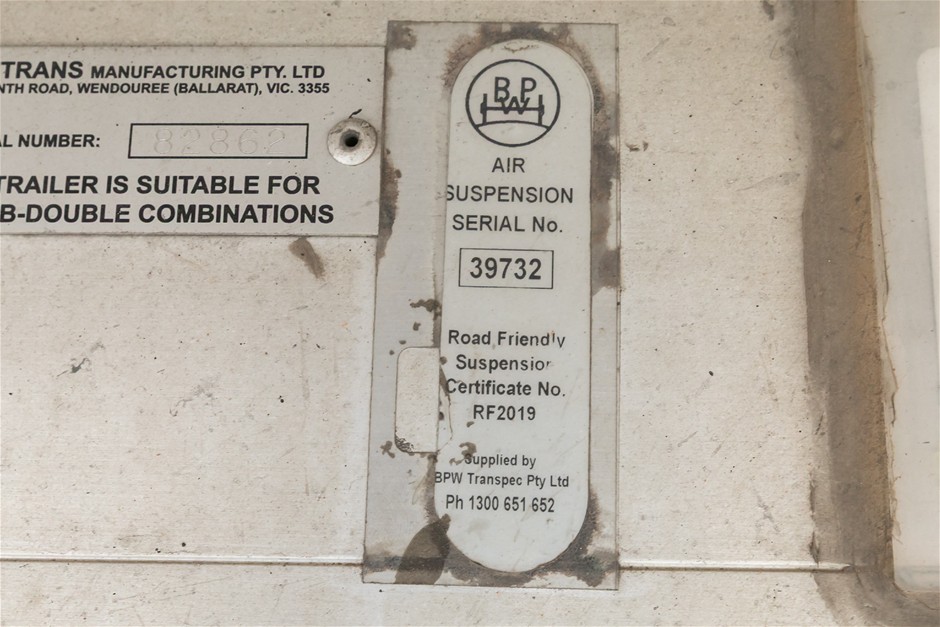 TRANS MANUFACTURING PTY. LTD
NTH ROAD, WENDOUREE (BALLARAT), VIC. 3355
AL NUMBER: 82862
TRAILER IS SUITABLE FOR
B-DOUBLE COMBINATIONS
BPW
AIR
SUSPENSION
SERIAL No.
39732
Road Friendly
Suspension
Certificate No.
RF2019
Supplied by
BPW Transpec Pty Ltd
Ph 1300 651 652